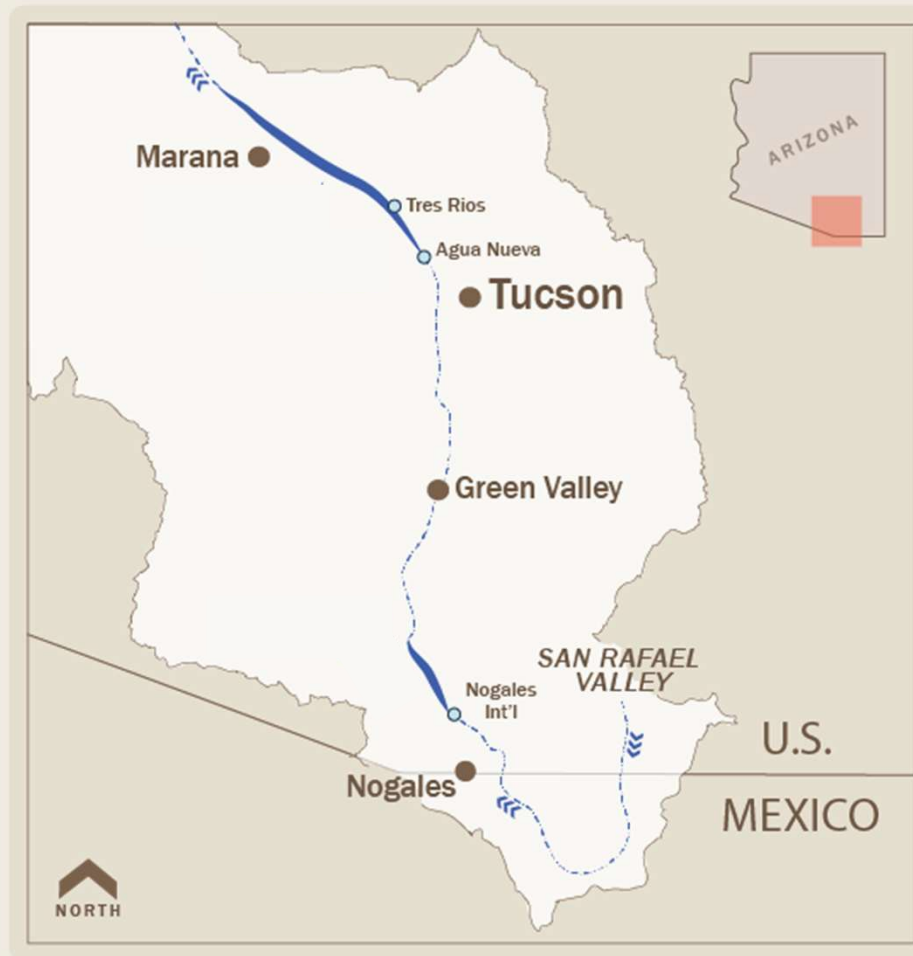 ARIZONA
Marana
Tres Rios
Agua Nueva
Tucson
Green Valley
SAN RAFAEL
VALLEY
Nogales
Int'l
U.S.
Nogales
MEXICO
NORTH